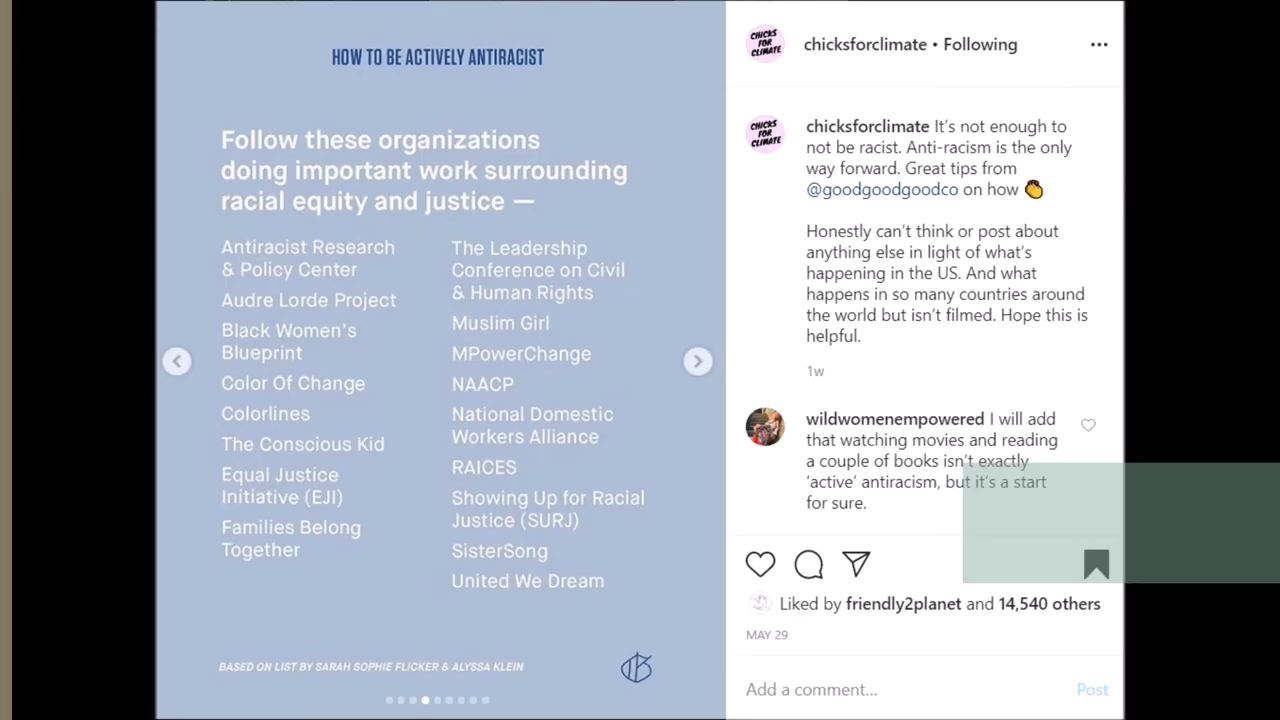 HOW TO BE ACTIVELY ANTIRACIST
Follow these organizations
doing important work surrounding
racial equity and justice —
Antiracist Research
& Policy Center
Audre Lorde Project
Black Women's
Blueprint
Color Of Change
Colorlines
The Conscious Kid
Equal Justice
Initiative (EJI)
Families Belong
Together
The Leadership
Conference on Civil
& Human Rights
Muslim Girl
MPowerChange
NAACP
National Domestic
Workers Alliance
RAICES
Showing Up for Racial
Justice (SURJ)
SisterSong
United We Dream
BASED ON LIST BY SARAH SOPHIE FLICKER & ALYSSA KLEIN
CHICKS
FOR
CLIMATE
chicksforclimate • Following
CHICKS
FOR
CLIMATE
chicksforclimate It's not enough to
not be racist. Anti-racism is the only
way forward. Great tips from
@goodgoodgoodco on how
Honestly can't think or post about
anything else in light of what's
happening in the US. And what
happens in so many countries around
the world but isn't filmed. Hope this is
helpful.
1w
wildwomenempowered I will add
that watching movies and reading
a couple of books isn't exactly
'active' antiracism, but it's a start
for sure.
Liked by friendly2planet and 14,540 others
MAY 29
Add a comment...
Post